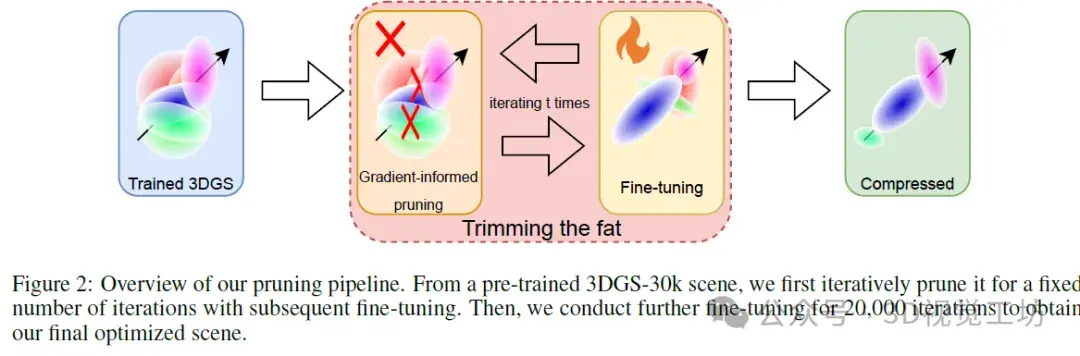 iterating t times
Trained 3DGS
Gradient-informed
pruning
Fine-tuning
Compressed
Trimming the fat
Figure 2: Overview of our pruning pipeline. From a pre-trained 3DGS-30k scene, we first iteratively prune it for a fixed
number of iterations with subsequent fine-tuning. Then, we conduct further fine-tuning for 20,000 iterations to obtain
our final optimized scene.
公众号 · 3D视觉工坊